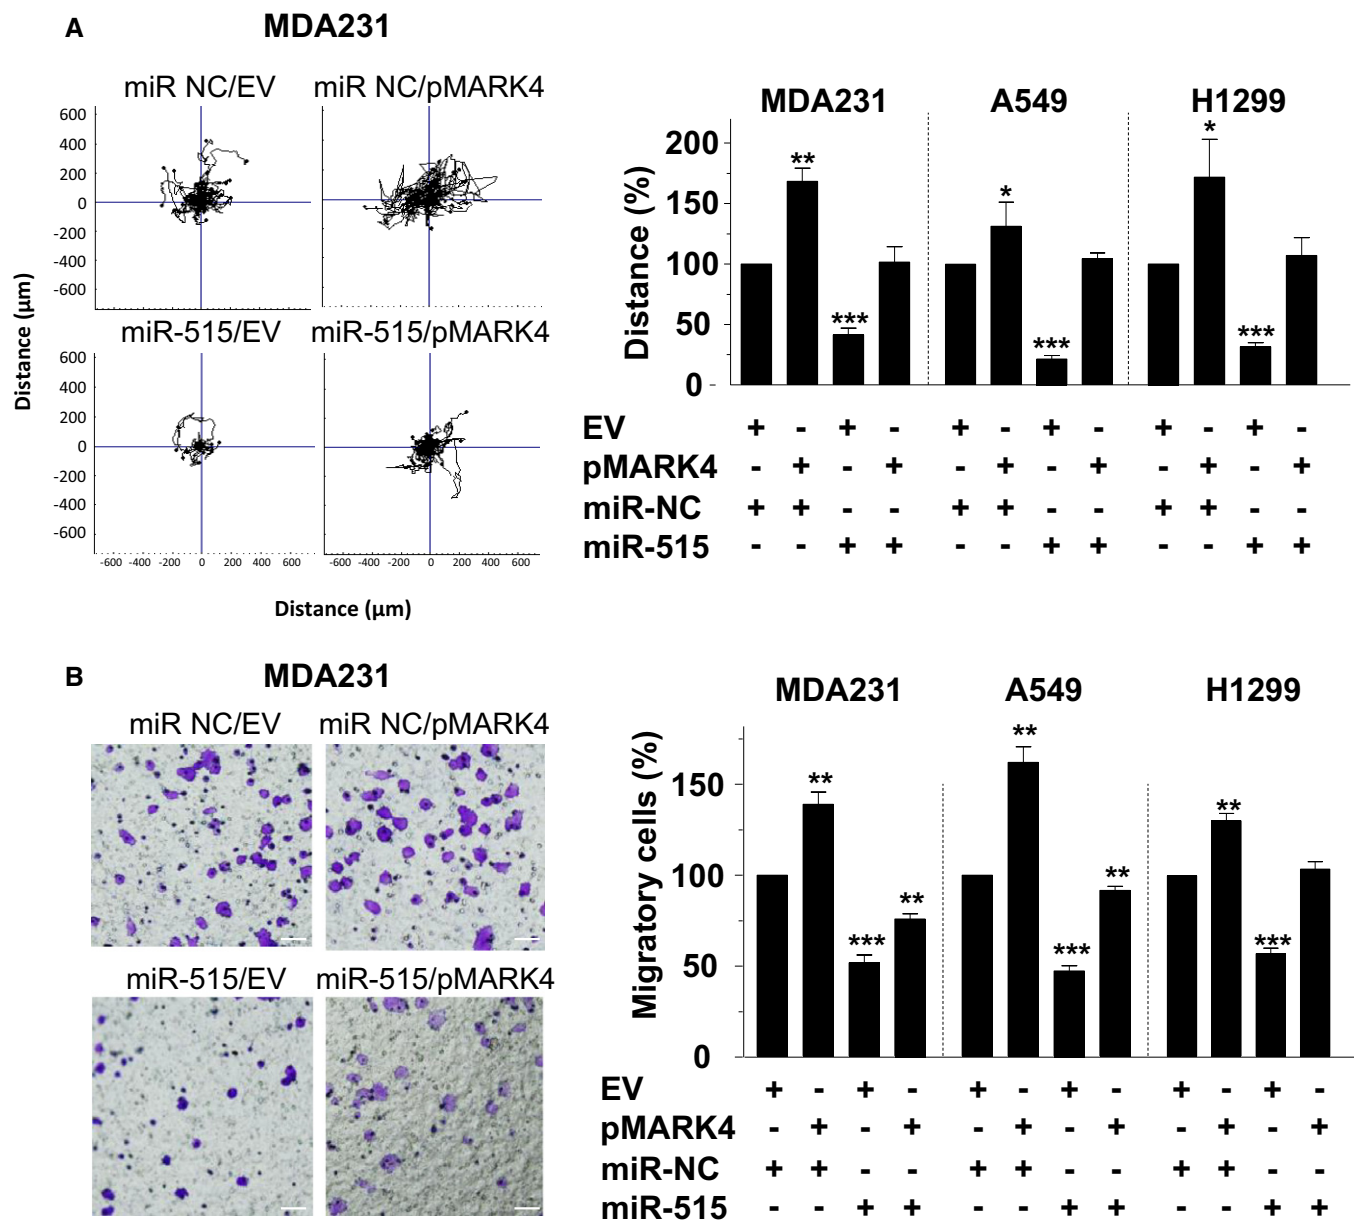 A
MDA231
miR NC/EV
miR NC/pMARK4
600
400
200
0
-200
-400
-600
miR-515/EV
miR-515/pMARK4
600
400
200
0
-200
-400
-600
-600 -400 -200 0 200 400 600
-600 -400 -200 0 200 400 600
Distance (µm)
Distance (µm)
MDA231 A549 H1299
Distance (%)
200
150
100
50
0
** *** * *** * ***
EV + - + - + - + - + - + -
pMARK4 - + - + - + - + - + - +
miR-NC + + - - + + - - + + - -
miR-515 - - + + - - + + - - + +
B
MDA231
miR NC/EV
miR NC/pMARK4
miR-515/EV
miR-515/pMARK4
MDA231 A549 H1299
Migratory cells (%)
150
100
50
0
** *** ** ** *** ** ** ***
EV + - + - + - + - + - + -
pMARK4 - + - + - + - + - + - +
miR-NC + + - - + + - - + + - -
miR-515 - - + + - - + + - - + +